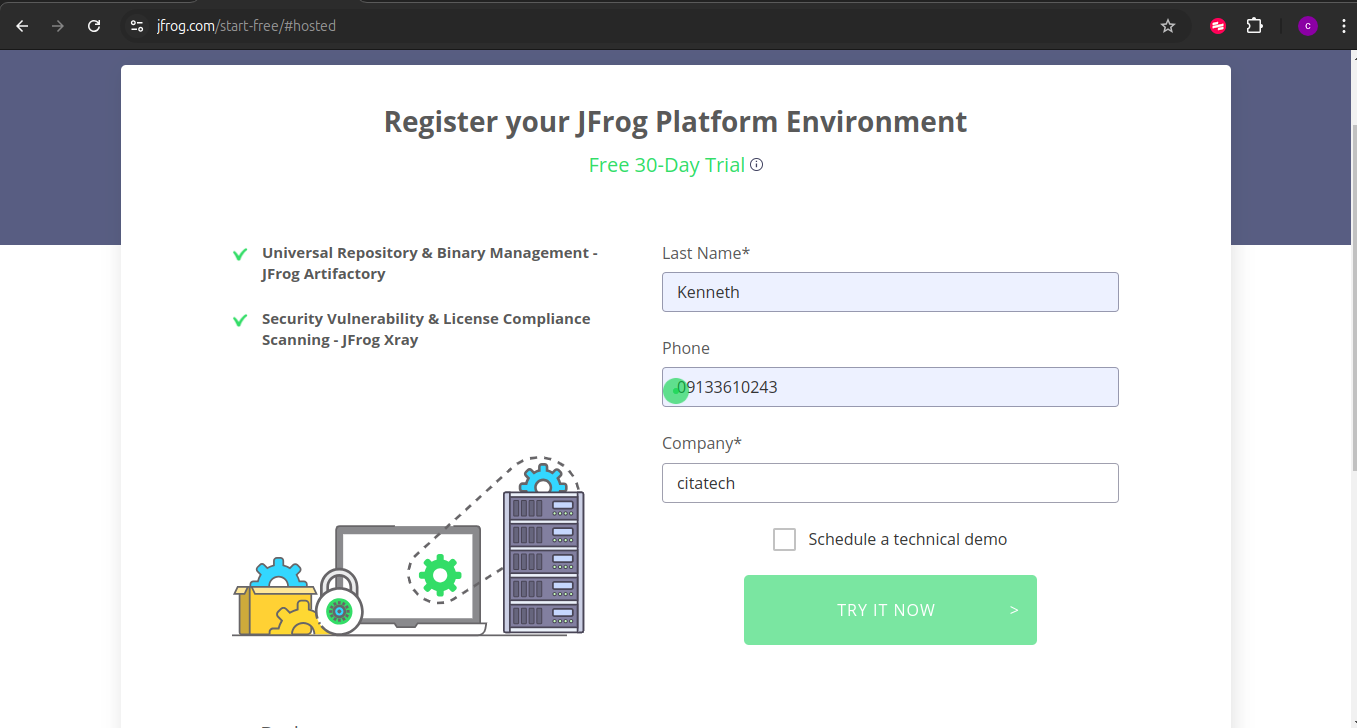 jfrog.com/start-free/#hosted
c
Register your JFrog Platform Environment
Free 30-Day Trial
Universal Repository & Binary Management -
JFrog Artifactory
Security Vulnerability & License Compliance
Scanning - JFrog Xray
Last Name*
Kenneth
Phone
09133610243
Company*
citatech
Schedule a technical demo
TRY IT NOW >